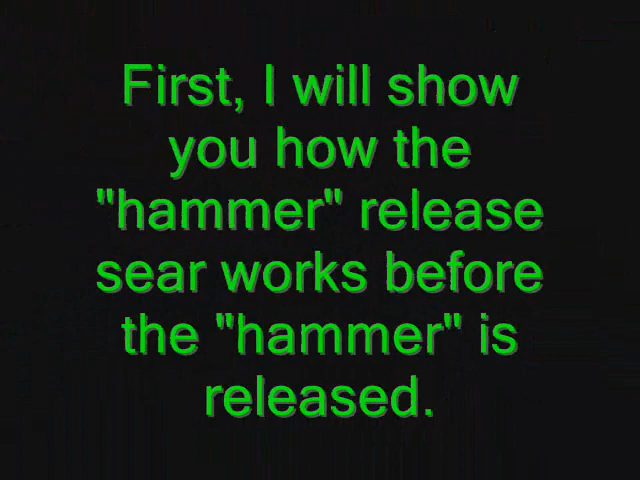 First, I will show
you how the
"hammer" release
sear works before
the "hammer" is
released.